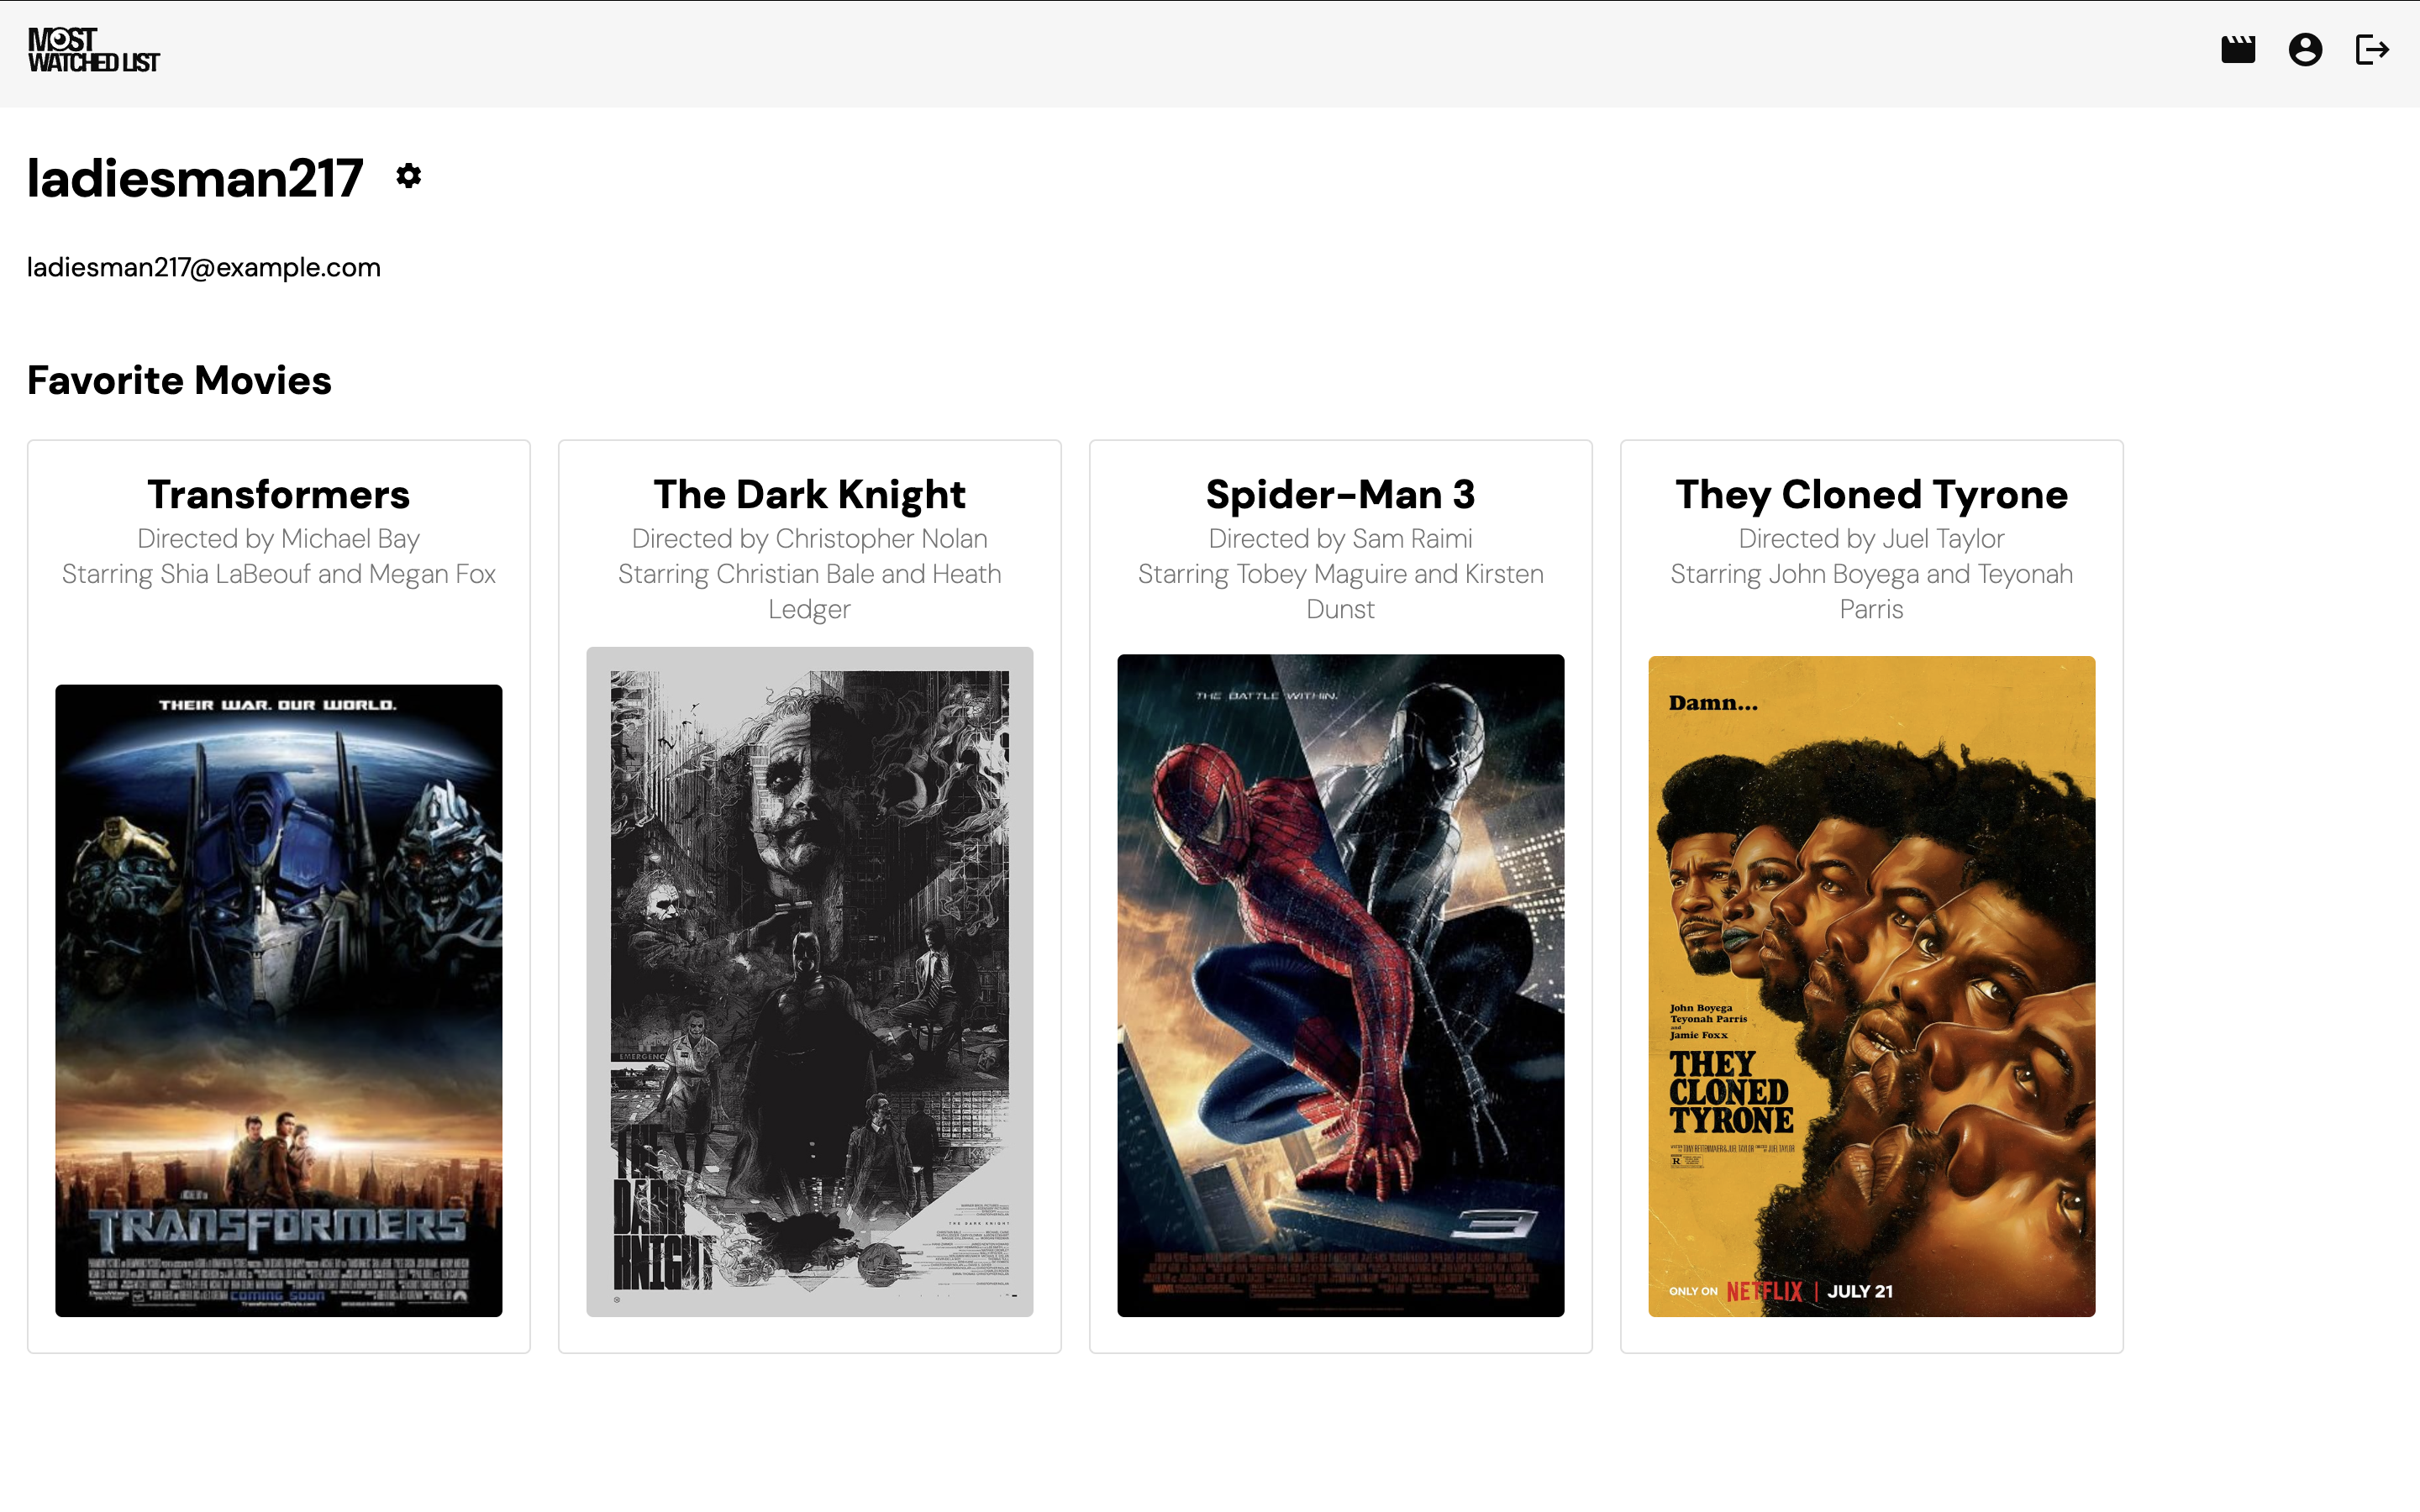 MOST
WATCHED LIST
ladiesman217
ladiesman217@example.com
Favorite Movies
Transformers
Directed by Michael Bay
Starring Shia LaBeouf and Megan Fox
THEIR WAR. OUR WORLD.
TRANSFORMERS
COMING SOON
The Dark Knight
Directed by Christopher Nolan
Starring Christian Bale and Heath
Ledger
EMERGENC
THE
DARK
KNIGHT
THE DARK KNIGHT
Spider-Man 3
Directed by Sam Raimi
Starring Tobey Maguire and Kirsten
Dunst
THE BATTLE WITHIN.
3
They Cloned Tyrone
Directed by Juel Taylor
Starring John Boyega and Teyonah
Parris
Damn...
John Boyega
Teyonah Parris
and
Jamie Foxx
THEY
CLONED
TYRONE
R
ONLY ON NETFLIX | JULY 21